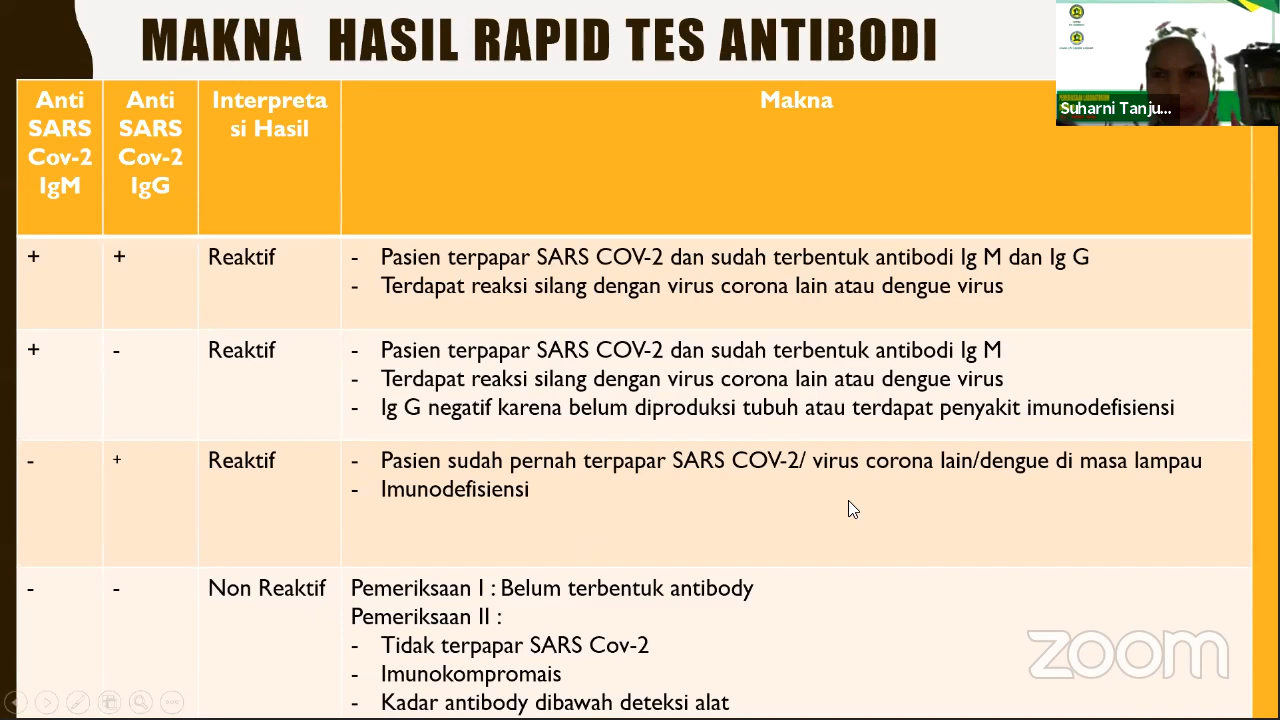 MAKNA HASIL RAPID TES ANTIBODI
Suharni Tanju...
Anti
SARS
Cov-2
IgM
Anti
SARS
Cov-2
IgG
Interpreta
si Hasil
Makna
+
+
Reaktif
- Pasien terpapar SARS COV-2 dan sudah terbentuk antibodi Ig M dan Ig G
- Terdapat reaksi silang dengan virus corona lain atau dengue virus
+
-
Reaktif
- Pasien terpapar SARS COV-2 dan sudah terbentuk antibodi Ig M
- Terdapat reaksi silang dengan virus corona lain atau dengue virus
- Ig G negatif karena belum diproduksi tubuh atau terdapat penyakit imunodefisiensi
-
+
Reaktif
- Pasien sudah pernah terpapar SARS COV-2/ virus corona lain/dengue di masa lampau
- Imunodefisiensi
-
-
Non Reaktif
Pemeriksaan I : Belum terbentuk antibody
Pemeriksaan II :
- Tidak terpapar SARS Cov-2
- Imunokompromais
- Kadar antibody dibawah deteksi alat
zoom